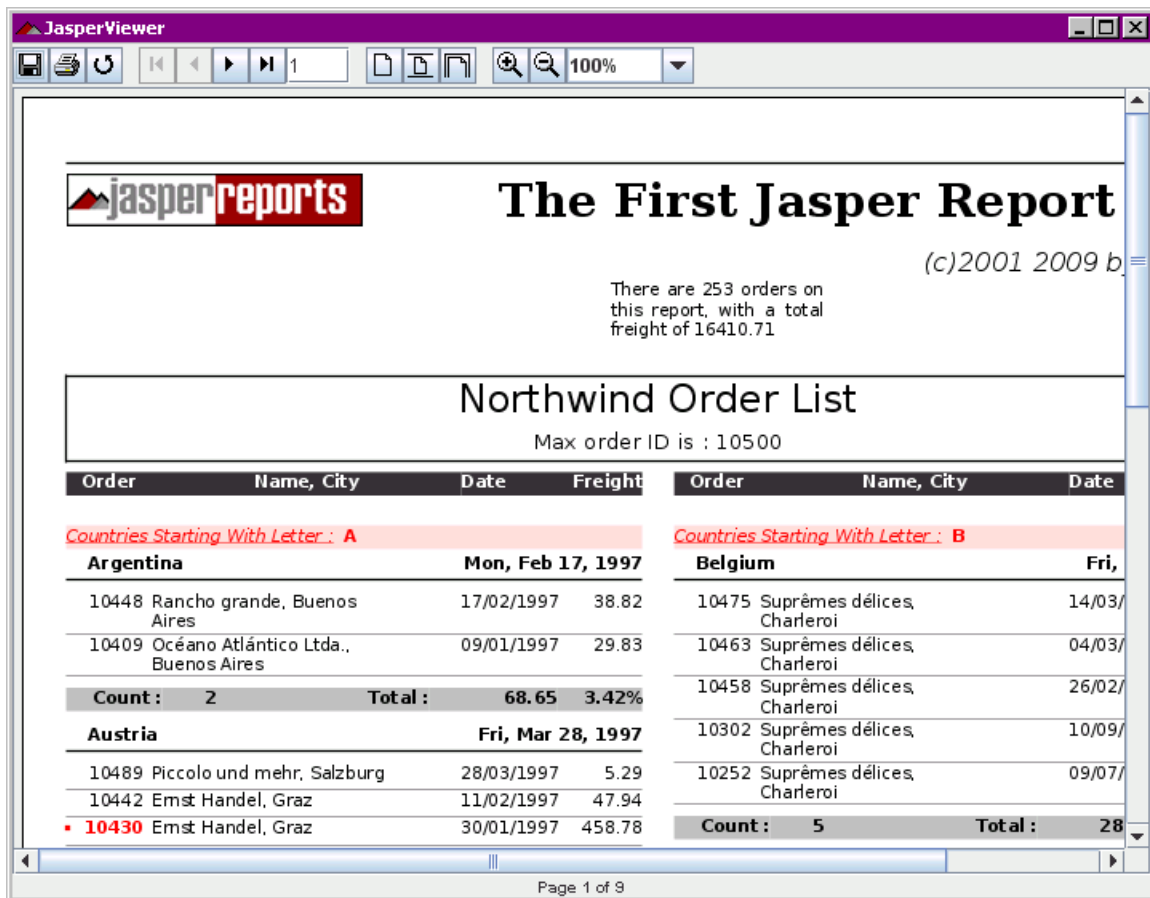 JasperViewer
1
100%
jasperreports
The First Jasper Report
(c)2001 2009 b
There are 253 orders on
this report, with a total
freight of 16410.71
Northwind Order List
Max order ID is : 10500
Order Name, City Date Freight
Countries Starting With Letter : A
Argentina Mon, Feb 17, 1997
10448 Rancho grande, Buenos 17/02/1997 38.82
Aires
10409 Océano Atlántico Ltda., 09/01/1997 29.83
Buenos Aires
Count : 2 Total : 68.65 3.42%
Austria Fri, Mar 28, 1997
10489 Piccolo und mehr, Salzburg 28/03/1997 5.29
10442 Ernst Handel, Graz 11/02/1997 47.94
10430 Ernst Handel, Graz 30/01/1997 458.78
Order Name, City Date
Countries Starting With Letter : B
Belgium Fri,
10475 Suprêmes délices, 14/03/
Charleroi
10463 Suprêmes délices, 04/03/
Charleroi
10458 Suprêmes délices, 26/02/
Charleroi
10302 Suprêmes délices, 10/09/
Charleroi
10252 Suprêmes délices, 09/07/
Charleroi
Count : 5 Total : 28
Page 1 of 9